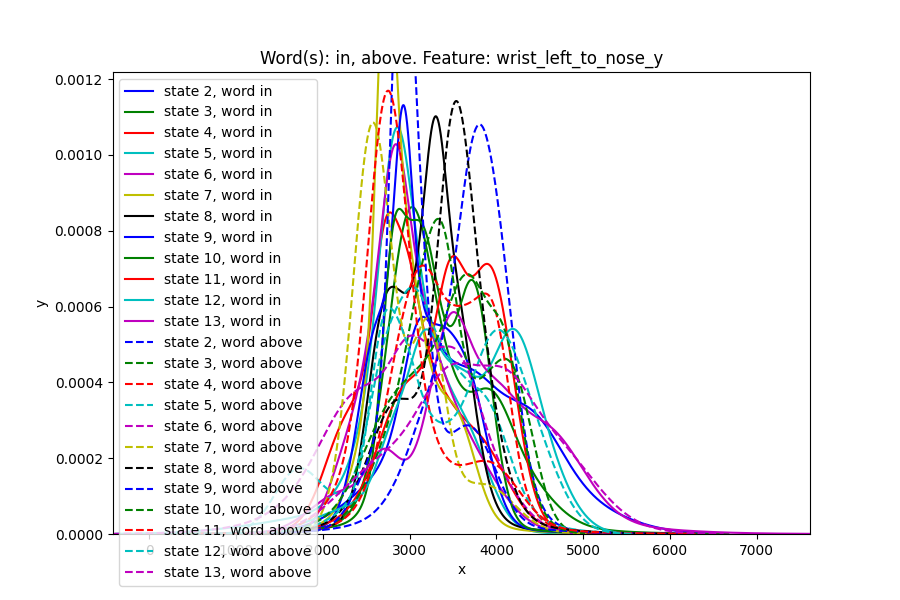 Word(s): in, above. Feature: wrist_left_to_nose_y
y
0.0012
0.0010
0.0008
0.0006
0.0004
0.0002
0.0000
state 2, word in
state 3, word in
state 4, word in
state 5, word in
state 6, word in
state 7, word in
state 8, word in
state 9, word in
state 10, word in
state 11, word in
state 12, word in
state 13, word in
state 2, word above
state 3, word above
state 4, word above
state 5, word above
state 6, word above
state 7, word above
state 8, word above
state 9, word above
state 10, word above
state 11, word above
state 12, word above
state 13, word above
0 1000 2000 3000 4000 5000 6000 7000
x